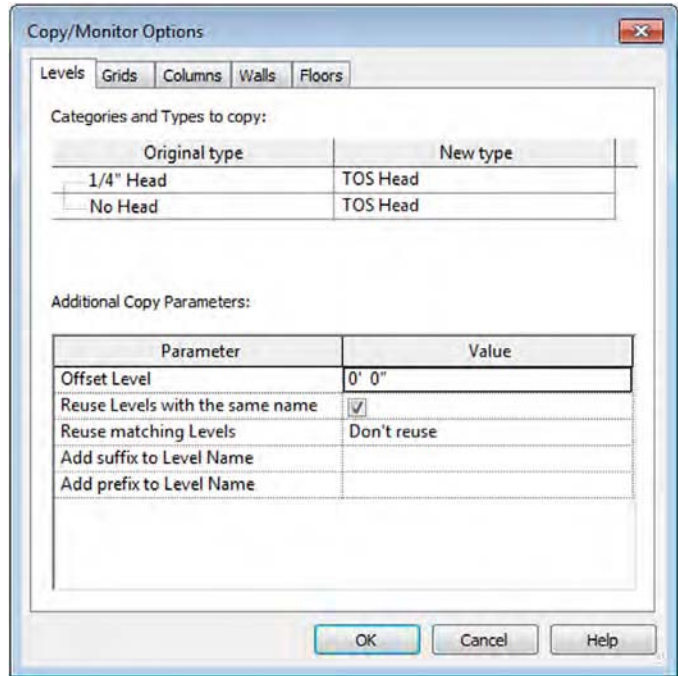 Copy/Monitor Options
Levels Grids Columns Walls Floors
Categories and Types to copy:
Original type New type
1/4" Head TOS Head
No Head TOS Head
Additional Copy Parameters:
Parameter Value
Offset Level 0' 0"
Reuse Levels with the same name
Reuse matching Levels Don't reuse
Add suffix to Level Name
Add prefix to Level Name
OK Cancel Help